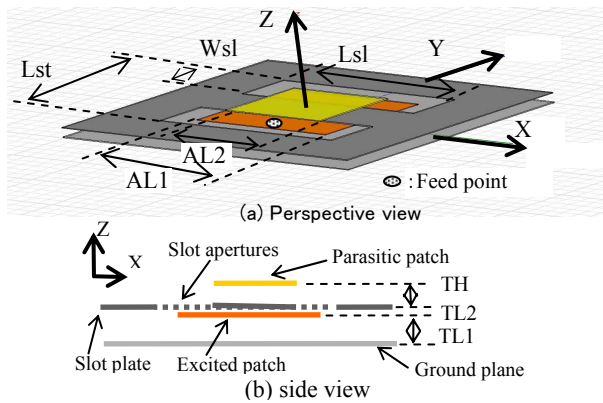 Z
Wsl
Lsl
Y
Lst
AL2
AL1
X
: Feed point
(a) Perspective view
Z
X
Slot apertures
Parasitic patch
TH
TL2
TL1
Slot plate
Excited patch
Ground plane
(b) side view